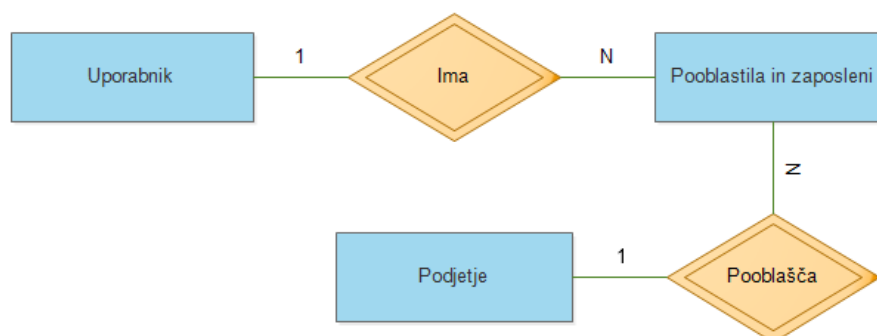 Uporabnik
1
Ima
N
Pooblastila in zaposleni
N
Podjetje
1
Pooblašča